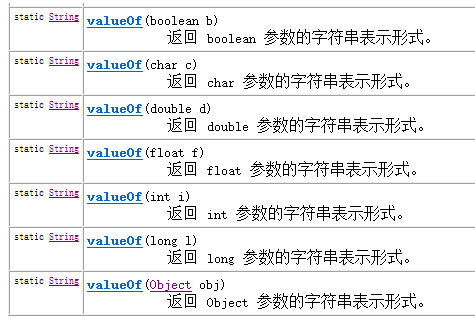 static String valueOf(boolean b)
返回 boolean 参数的字符串表示形式。
static String valueOf(char c)
返回 char 参数的字符串表示形式。
static String valueOf(double d)
返回 double 参数的字符串表示形式。
static String valueOf(float f)
返回 float 参数的字符串表示形式。
static String valueOf(int i)
返回 int 参数的字符串表示形式。
static String valueOf(long l)
返回 long 参数的字符串表示形式。
static String valueOf(Object obj)
返回 Object 参数的字符串表示形式。